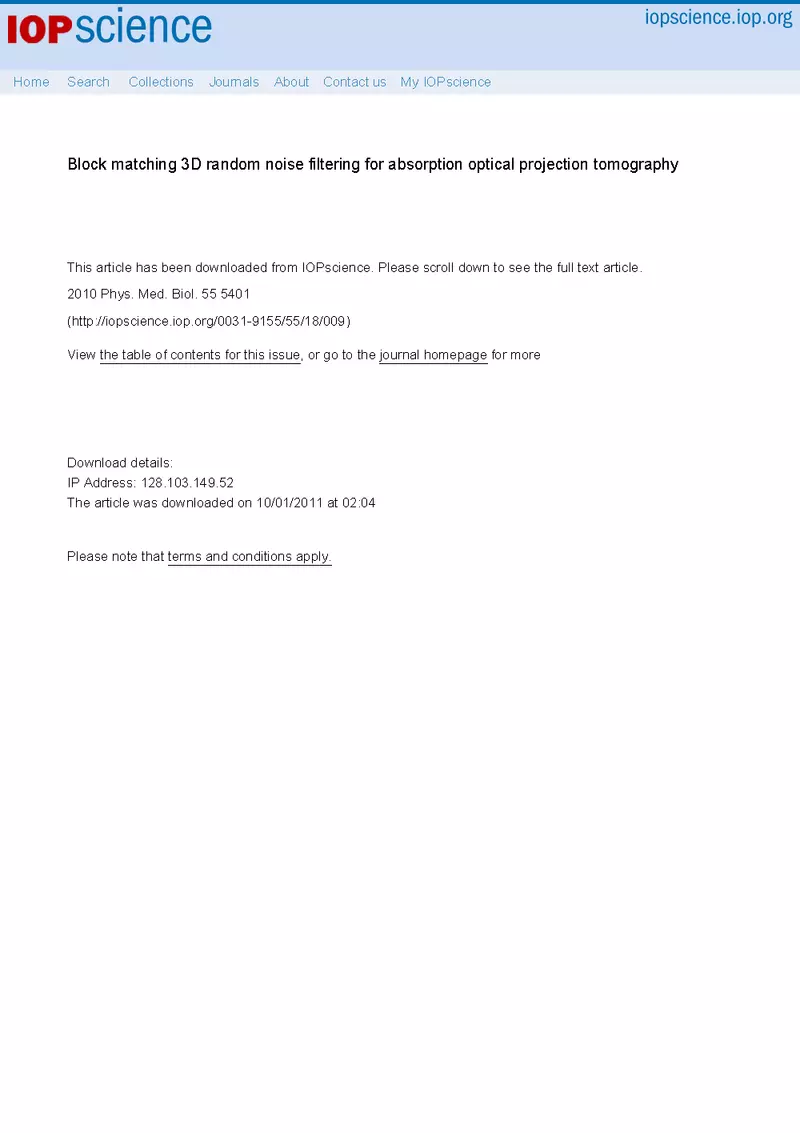 IOPscience
iopscience.iop.org
Home Search Collections Journals About Contact us My IOPscience
Block matching 3D random noise filtering for absorption optical projection tomography
This article has been downloaded from IOPscience. Please scroll down to see the full text article.
2010 Phys. Med. Biol. 55 5401
(http://iopscience.iop.org/0031-9155/55/18/009)
View the table of contents for this issue, or go to the journal homepage for more
Download details:
IP Address: 128.103.149.52
The article was downloaded on 10/01/2011 at 02:04
Please note that terms and conditions apply.